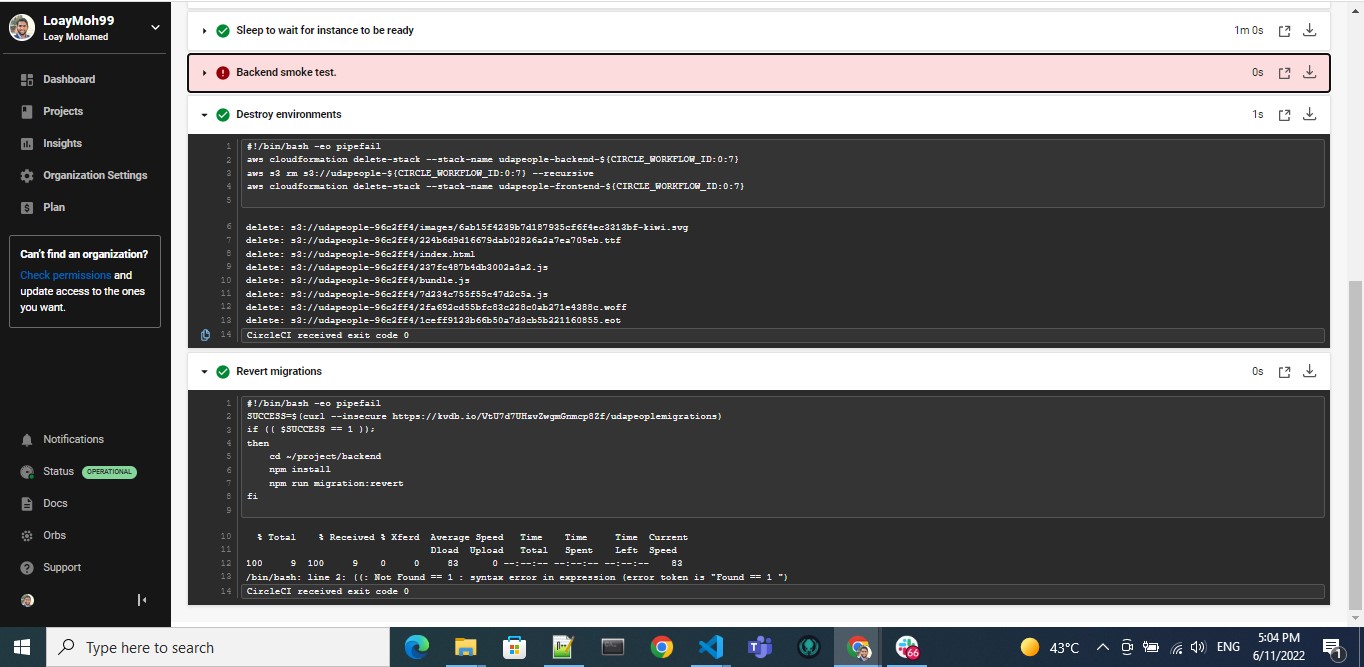 LoayMoh99
Loay Mohamed
Dashboard
Projects
Insights
Organization Settings
Plan
Can't find an organization?
Check permissions and
update access to the ones
you want.
Notifications
Status OPERATIONAL
Docs
Orbs
Support
Sleep to wait for instance to be ready 1m 0s
Backend smoke test. 0s
Destroy environments 1s
1 #!/bin/bash -eo pipefail
2 aws cloudformation delete-stack --stack-name udapeople-backend-${CIRCLE_WORKFLOW_ID:0:7}
3 aws s3 rm s3://udapeople-${CIRCLE_WORKFLOW_ID:0:7} --recursive
4 aws cloudformation delete-stack --stack-name udapeople-frontend-${CIRCLE_WORKFLOW_ID:0:7}
5
6 delete: s3://udapeople-96c2ff4/images/6ab15f4239b7d187935cf6f4ec3313bf-kiwi.svg
7 delete: s3://udapeople-96c2ff4/224b6d9d16679dab02826a2a7ea705eb.ttf
8 delete: s3://udapeople-96c2ff4/index.html
9 delete: s3://udapeople-96c2ff4/237fc487b4db3002a3a2.js
10 delete: s3://udapeople-96c2ff4/bundle.js
11 delete: s3://udapeople-96c2ff4/7d234c755f55c47d2c5a.js
12 delete: s3://udapeople-96c2ff4/2fa692cd55bfc83c228c0ab271e4388c.woff
13 delete: s3://udapeople-96c2ff4/1ceff9123b66b50a7d3cb5b221160855.eot
14 CircleCI received exit code 0
Revert migrations 0s
1 #!/bin/bash -eo pipefail
2 SUCCESS=$(curl --insecure https://kvdb.io/VtU7d7UHzvZwgmGnmcp8Zf/udapeoplemigrations)
3 if (( $SUCCESS == 1 ));
4 then
5 cd ~/project/backend
6 npm install
7 npm run migration:revert
8 fi
9
10 % Total % Received % Xferd Average Speed Time Time Time Current
11 Dload Upload Total Spent Left Speed
12 100 9 100 9 0 0 83 0 --:--:-- --:--:-- --:--:-- 83
13 /bin/bash: line 2: ((: Not Found == 1 : syntax error in expression (error token is "Found == 1 ")
14 CircleCI received exit code 0
Type here to search
66
43°C
ENG
5:04 PM
6/11/2022
1